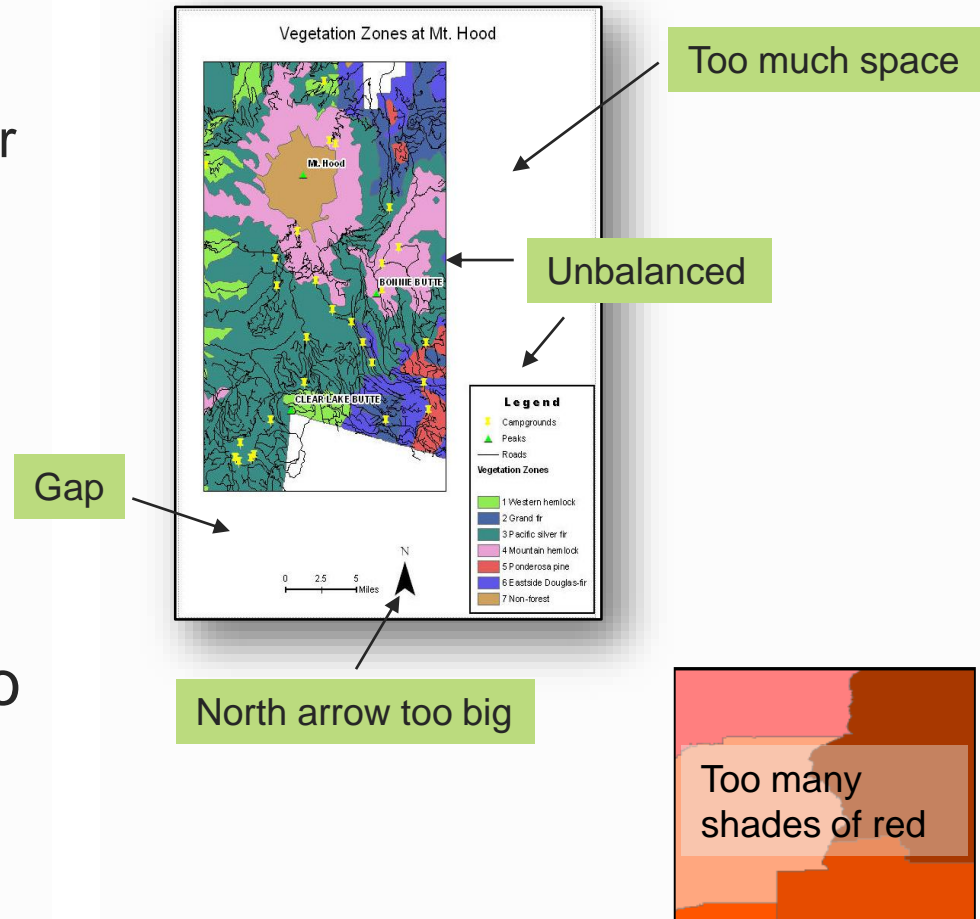 r
o
Vegetation Zones at Mt. Hood
Too much space
Mt. Hood
Unbalanced
BONNIE BUTTE
CLEAR LAKE BUTTE
Legend
Campgrounds
Peaks
Roads
Vegetation Zones
1 Western hemlock
2 Grand fir
3 Pacific silver fir
4 Mountain hemlock
5 Ponderosa pine
6 Eastside Douglas-fir
7 Non-forest
Gap
N
0 2.5 5
Miles
North arrow too big
Too many
shades of red